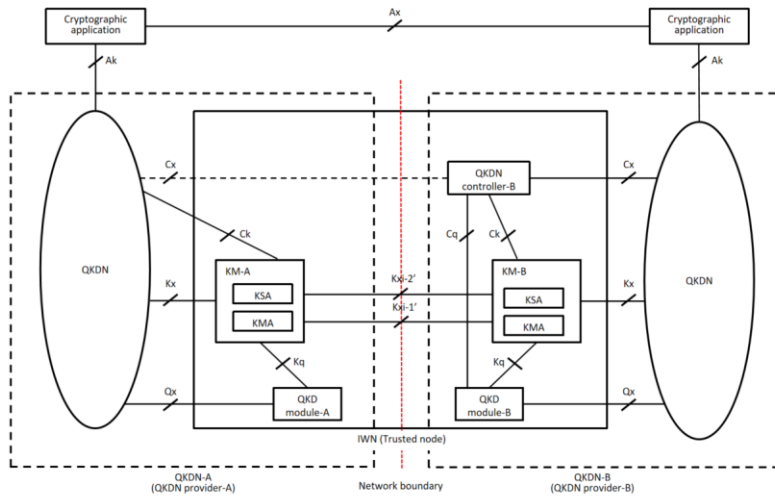 Cryptographic
application
Ax
Cryptographic
application
Ak
Ak
Cx
QKDN
controller-B
Cx
Ck
Cq
Ck
QKDN
KM-A
KSA
KMA
Kxi-2’
Kxi-1’
KM-B
KSA
KMA
QKDN
Kx
Kx
Kq
Kq
Qx
QKD
module-A
QKD
module-B
Qx
IWN (Trusted node)
QKDN-A
(QKDN provider-A)
Network boundary
QKDN-B
(QKDN provider-B)